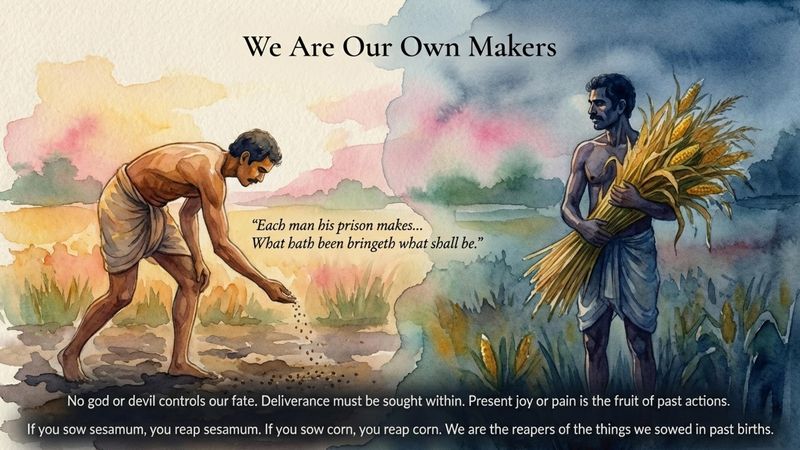 We Are Our Own Makers
“Each man his prison makes...
What hath been bringeth what shall be.”
No god or devil controls our fate. Deliverance must be sought within. Present joy or pain is the fruit of past actions.
If you sow sesamum, you reap sesamum. If you sow corn, you reap corn. We are the reapers of the things we sowed in past births.